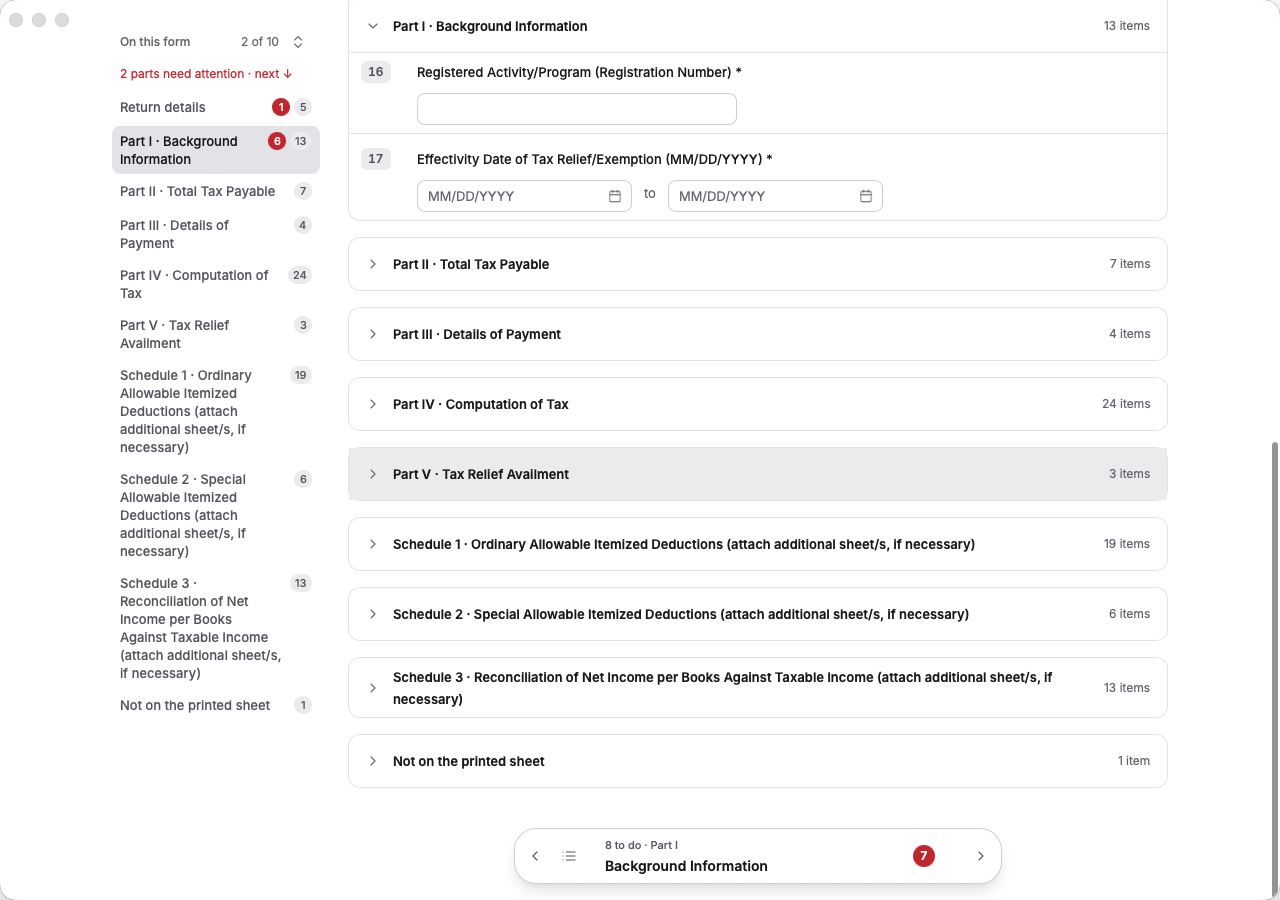 On this form 2 of 10
2 parts need attention · next ↓
Return details 1 5
Part I · Background Information 6 13
Part II · Total Tax Payable 7
Part III · Details of Payment 4
Part IV · Computation of Tax 24
Part V · Tax Relief Availment 3
Schedule 1 · Ordinary Allowable Itemized Deductions (attach additional sheet/s, if necessary) 19
Schedule 2 · Special Allowable Itemized Deductions (attach additional sheet/s, if necessary) 6
Schedule 3 · Reconciliation of Net Income per Books Against Taxable Income (attach additional sheet/s, if necessary) 13
Not on the printed sheet 1
Part I · Background Information 13 items
16 Registered Activity/Program (Registration Number) *
17 Effectivity Date of Tax Relief/Exemption (MM/DD/YYYY) *
MM/DD/YYYY to MM/DD/YYYY
Part II · Total Tax Payable 7 items
Part III · Details of Payment 4 items
Part IV · Computation of Tax 24 items
Part V · Tax Relief Availment 3 items
Schedule 1 · Ordinary Allowable Itemized Deductions (attach additional sheet/s, if necessary) 19 items
Schedule 2 · Special Allowable Itemized Deductions (attach additional sheet/s, if necessary) 6 items
Schedule 3 · Reconciliation of Net Income per Books Against Taxable Income (attach additional sheet/s, if necessary) 13 items
Not on the printed sheet 1 item
8 to do · Part I
Background Information 7